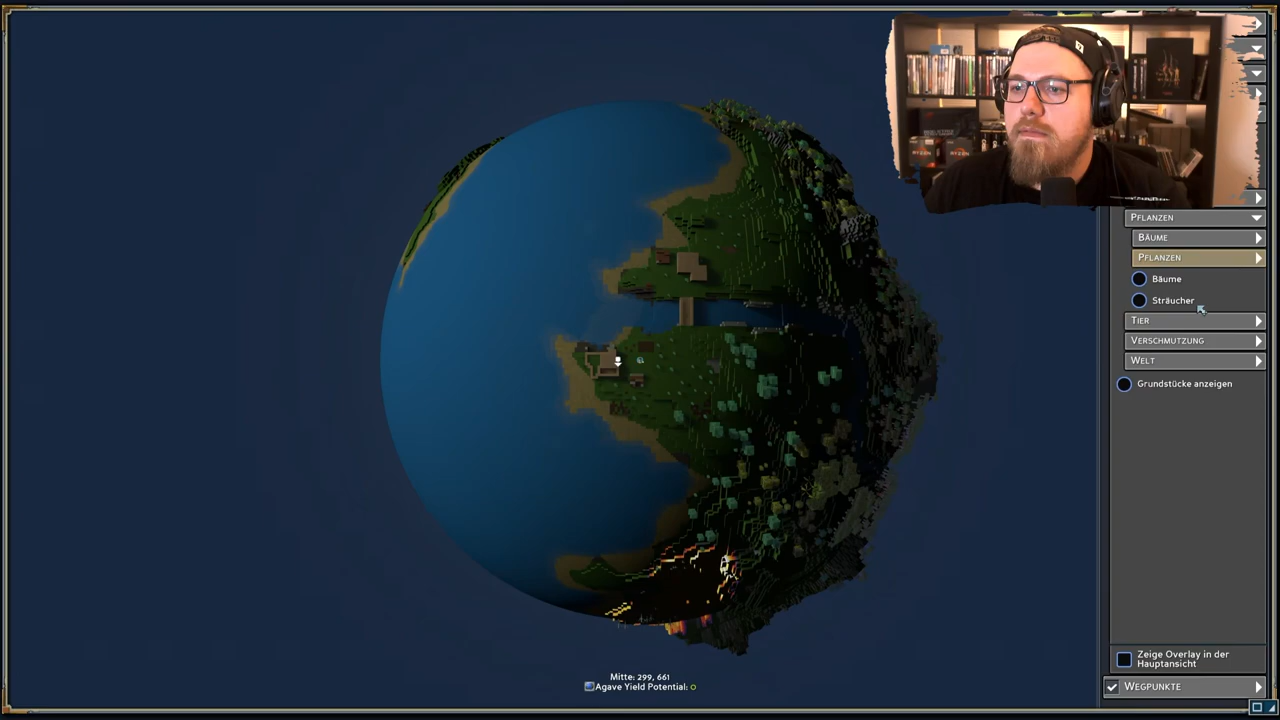 PFLANZEN
BÄUME
PFLANZEN
Bäume
Sträucher
TIER
VERSCHMUTZUNG
WELT
Grundstücke anzeigen
Zeige Overlay in der
Hauptansicht
WEGPUNKTE
Mitte: 299, 661
Agave Yield Potential: 0